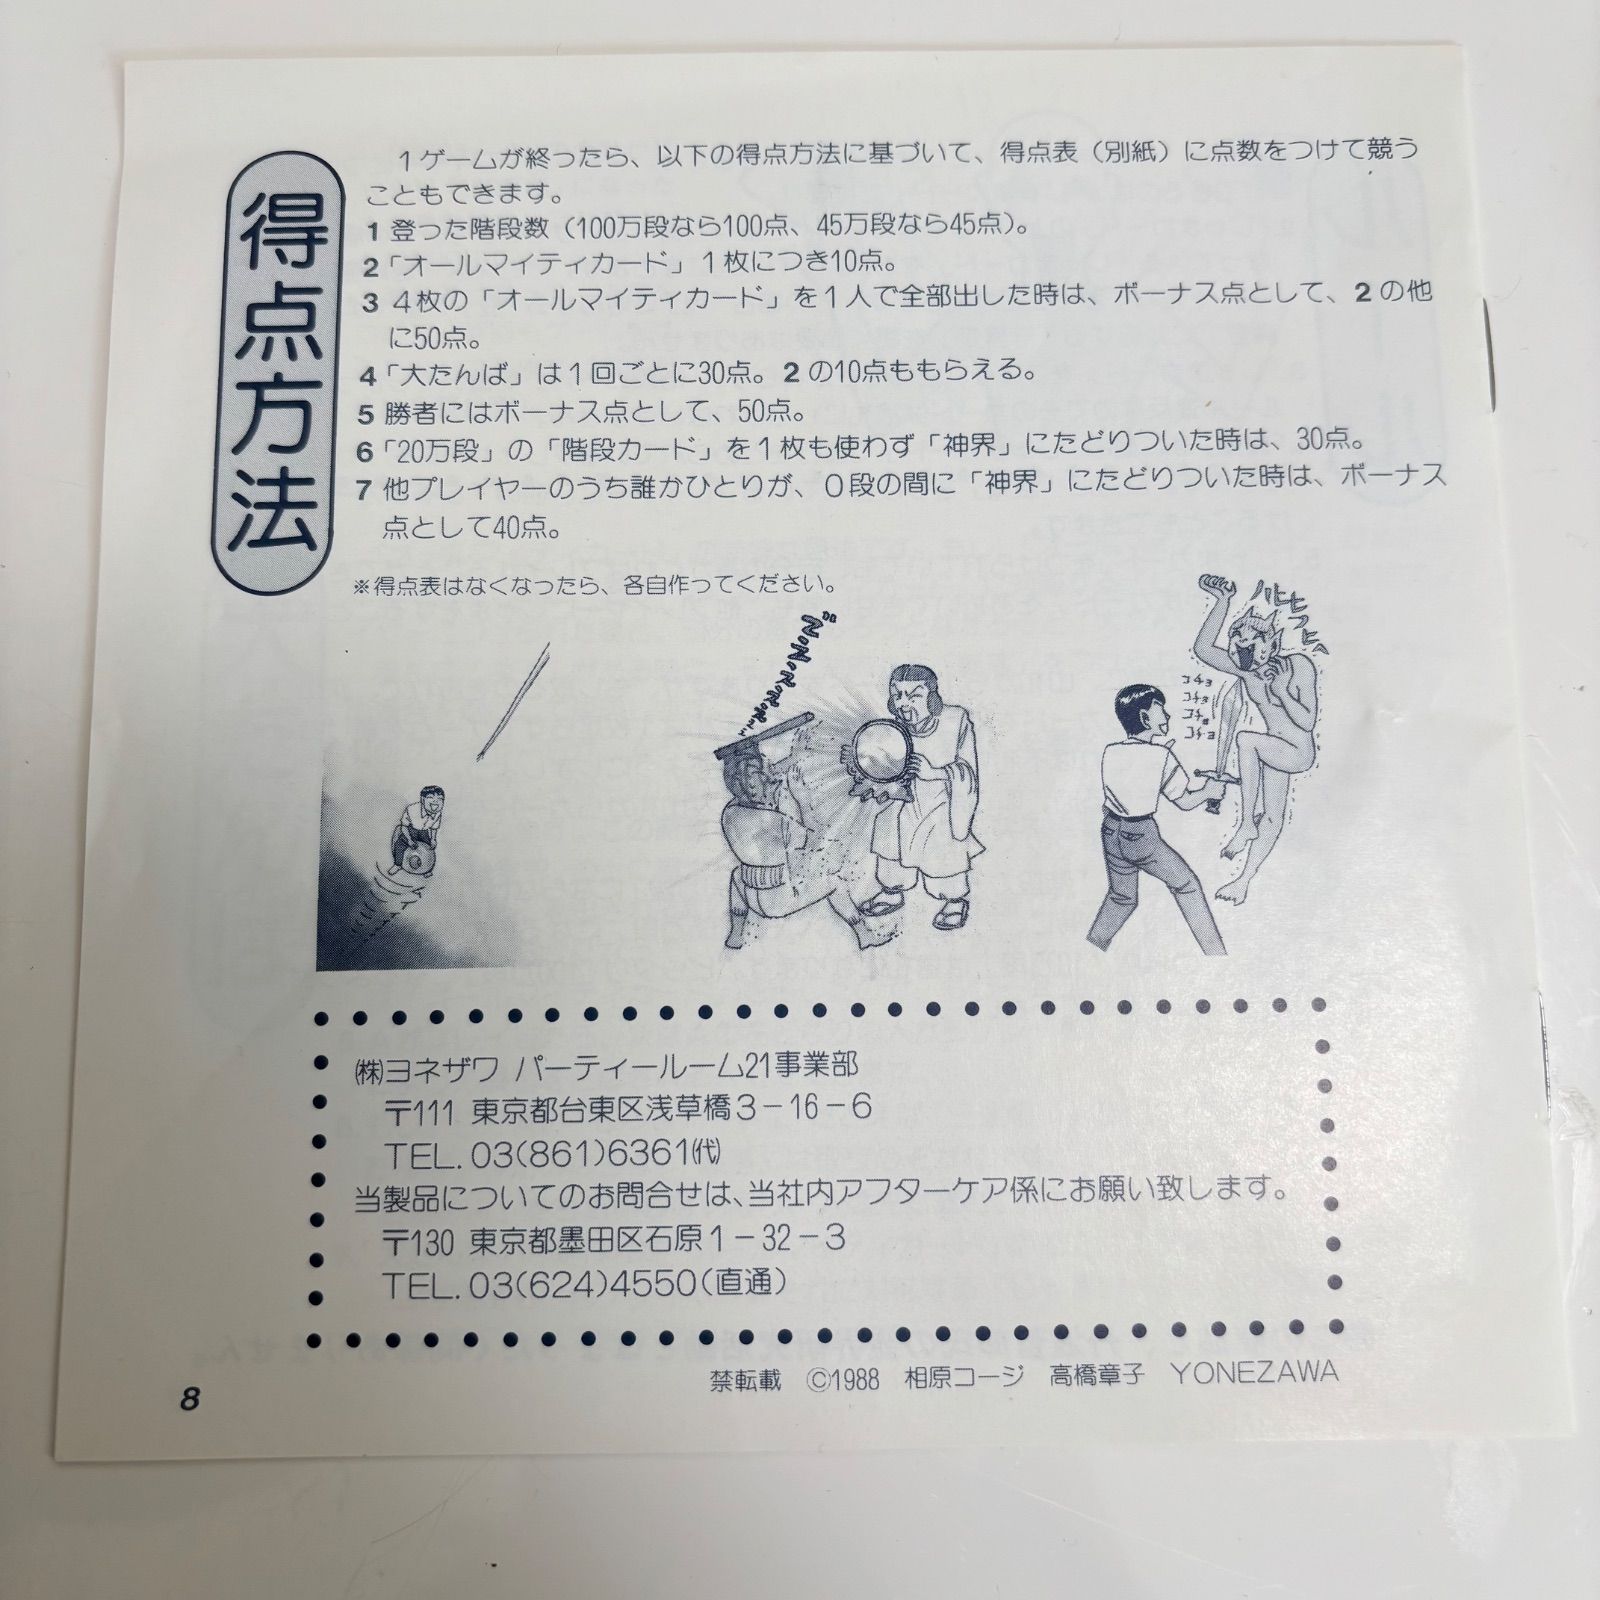 得点方法
1ゲームが終ったら、以下の得点方法に基づいて、得点表（別紙）に点数をつけて競う
こともできます。
1 登った階段数（100万段なら100点、45万段なら45点）。
2「オールマイティカード」1枚につき10点。
3 4枚の「オールマイティカード」を1人で全部出した時は、ボーナス点として、2の他
に50点。
4「大たんば」は1回ごとに30点。2の10点ももらえる。
5 勝者にはボーナス点として、50点。
6「20万段」の「階段カード」を1枚も使わず「神界」にたどりついた時は、30点。
7 他プレイヤーのうち誰かひとりが、0段の間に「神界」にたどりついた時は、ボーナス
点として40点。
※得点表はなくなったら、各自作ってください。
コチョ
コチョ
コチョ
コチョ
㈱ヨネザワ パーティールーム21事業部
〒111 東京都台東区浅草橋3－16－6
TEL. 03(861)6361㈹
当製品についてのお問合せは、当社内アフターケア係にお願い致します。
〒130 東京都墨田区石原1－32－3
TEL. 03(624)4550(直通)
禁転載 ©1988 相原コージ 高橋章子 YONEZAWA
8